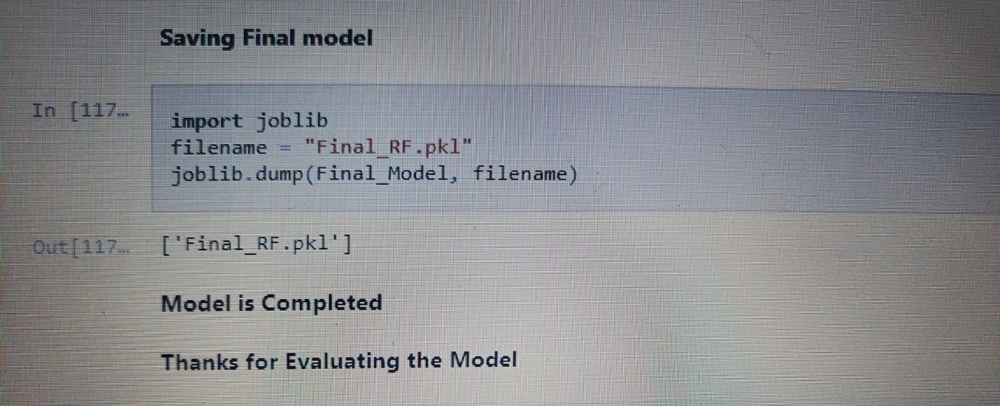 Saving Final model
In [117…
import joblib
filename = "Final_RF.pkl"
joblib.dump(Final_Model, filename)
Out[117… ['Final_RF.pkl']
Model is Completed
Thanks for Evaluating the Model